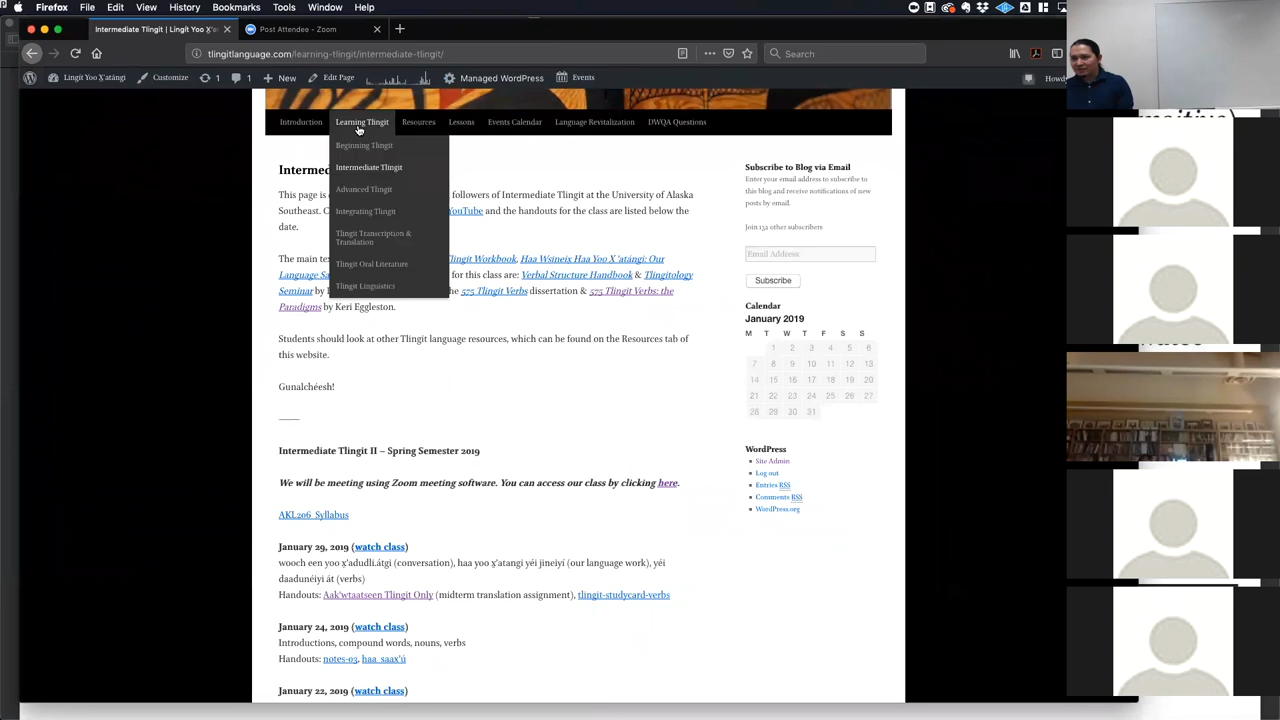 Firefox File Edit View History Bookmarks Tools Window Help
Intermediate Tlingit | Lingít Yoo X̱'
Post Attendee - Zoom
tlingitlanguage.com/learning-tlingit/intermediate-tlingit/
Search
Lingít Yoo X̱'atángi Customize 6 1 New Edit Page Managed WordPress Events Howd
Introduction Learning Tlingit Resources Lessons Events Calendar Language Revitalization DWQA Questions
Beginning Tlingit
Intermediate Tlingit
Advanced Tlingit
Integrating Tlingit
Tlingit Transcription &
Translation
Tlingit Oral Literature
Tlingit Linguistics
Intermed
This page is followers of Intermediate Tlingit at the University of Alaska
Southeast. C YouTube and the handouts for the class are listed below the
date.
The main te Tlingit Workbook, Haa Wsineix Haa Yoo X̱'atángi: Our
Language Sa for this class are: Verbal Structure Handbook & Tlingitology
Seminar by he 575 Tlingit Verbs dissertation & 575 Tlingit Verbs: the
Paradigms by Keri Eggleston.
Students should look at other Tlingit language resources, which can be found on the Resources tab of
this website.
Gunalchéesh!
Intermediate Tlingit II – Spring Semester 2019
We will be meeting using Zoom meeting software. You can access our class by clicking here.
AKL206_Syllabus
January 29, 2019 (watch class)
wooch een yoo x̱'adudli.átgi (conversation), haa yoo x̱'atangi yéi jineiyí (our language work), yéi
daaduneiyi át (verbs)
Handouts: Aak'wtaatseen Tlingit Only (midterm translation assignment), tlingit-studycard-verbs
January 24, 2019 (watch class)
Introductions, compound words, nouns, verbs
Handouts: notes-03, haa_saax'ú
January 22, 2019 (watch class)
Subscribe to Blog via Email
Enter your email address to subscribe to
this blog and receive notifications of new
posts by email.
Join 132 other subscribers
Email Address
Subscribe
Calendar
January 2019
M T W T F S S
1 2 3 4 5 6
7 8 9 10 11 12 13
14 15 16 17 18 19 20
21 22 23 24 25 26 27
28 29 30 31
WordPress
Site Admin
Log out
Entries RSS
Comments RSS
WordPress.org